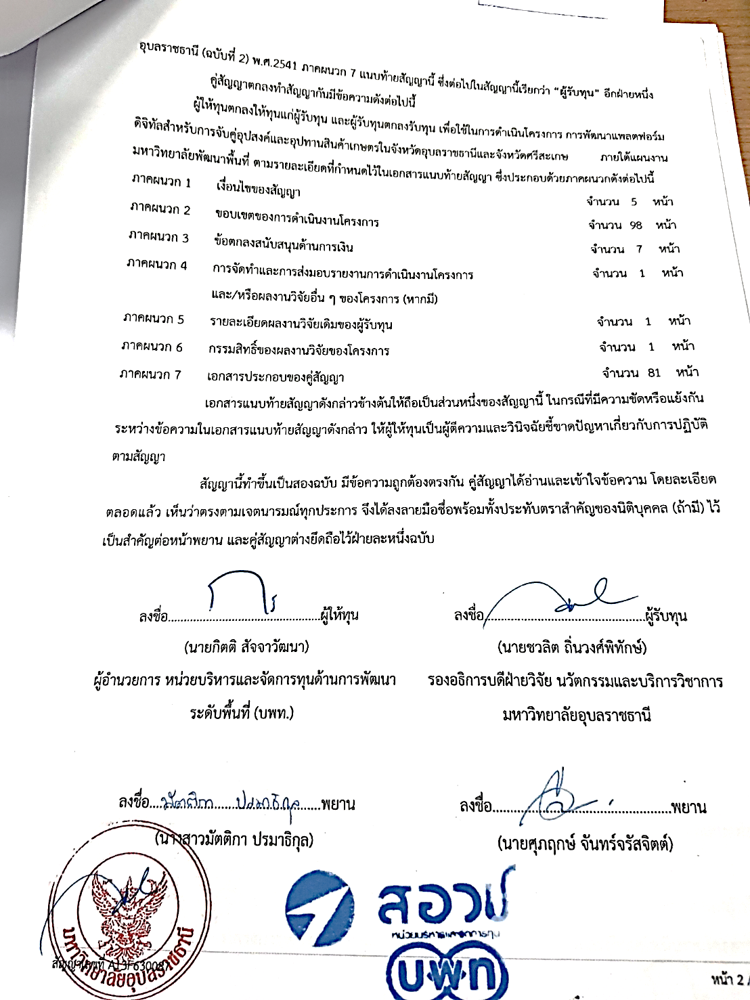 อุบลราชธานี (ฉบับที่ 2) พ.ศ.2541 ภาคผนวก 7 แนบท้ายสัญญานี้ ซึ่งต่อไปในสัญญานี้เรียกว่า “ผู้รับทุน” อีกฝ่ายหนึ่ง
คู่สัญญาตกลงทำสัญญากันมีข้อความดังต่อไปนี้
ผู้ให้ทุนตกลงให้ทุนแก่ผู้รับทุน และผู้รับทุนตกลงรับทุน เพื่อใช้ในการดำเนินโครงการ การพัฒนาแพลตฟอร์ม
ดิจิทัลสำหรับการจับคู่อุปสงค์และอุปทานสินค้าเกษตรในจังหวัดอุบลราชธานีและจังหวัดศรีสะเกษ ภายใต้แผนงาน
มหาวิทยาลัยพัฒนาพื้นที่ ตามรายละเอียดที่กำหนดไว้ในเอกสารแนบท้ายสัญญา ซึ่งประกอบด้วยภาคผนวกดังต่อไปนี้
ภาคผนวก 1 เงื่อนไขของสัญญา จำนวน 5 หน้า
ภาคผนวก 2 ขอบเขตของการดำเนินงานโครงการ จำนวน 98 หน้า
ภาคผนวก 3 ข้อตกลงสนับสนุนด้านการเงิน จำนวน 7 หน้า
ภาคผนวก 4 การจัดทำและการส่งมอบรายงานการดำเนินงานโครงการ จำนวน 1 หน้า
และ/หรือผลงานวิจัยอื่น ๆ ของโครงการ (หากมี)
ภาคผนวก 5 รายละเอียดผลงานวิจัยเดิมของผู้รับทุน จำนวน 1 หน้า
ภาคผนวก 6 กรรมสิทธิ์ของผลงานวิจัยของโครงการ จำนวน 1 หน้า
ภาคผนวก 7 เอกสารประกอบของคู่สัญญา จำนวน 81 หน้า
เอกสารแนบท้ายสัญญาดังกล่าวข้างต้นให้ถือเป็นส่วนหนึ่งของสัญญานี้ ในกรณีที่มีความขัดหรือแย้งกัน
ระหว่างข้อความในเอกสารแนบท้ายสัญญาดังกล่าว ให้ผู้ให้ทุนเป็นผู้ตีความและวินิจฉัยชี้ขาดปัญหาเกี่ยวกับการปฏิบัติ
ตามสัญญา
สัญญานี้ทำขึ้นเป็นสองฉบับ มีข้อความถูกต้องตรงกัน คู่สัญญาได้อ่านและเข้าใจข้อความ โดยละเอียด
ตลอดแล้ว เห็นว่าตรงตามเจตนารมณ์ทุกประการ จึงได้ลงลายมือชื่อพร้อมทั้งประทับตราสำคัญของนิติบุคคล (ถ้ามี) ไว้
เป็นสำคัญต่อหน้าพยาน และคู่สัญญาต่างยึดถือไว้ฝ่ายละหนึ่งฉบับ
ลงชื่อ................................................ผู้ให้ทุน
(นายกิตติ สัจจาวัฒนา)
ผู้อำนวยการ หน่วยบริหารและจัดการทุนด้านการพัฒนา
ระดับพื้นที่ (บพท.)
ลงชื่อ................................................ผู้รับทุน
(นายชวลิต ถิ่นวงศ์พิทักษ์)
รองอธิการบดีฝ่ายวิจัย นวัตกรรมและบริการวิชาการ
มหาวิทยาลัยอุบลราชธานี
ลงชื่อ....มัตติกา ปรมาธิกุล......พยาน
(นางสาวมัตติกา ปรมาธิกุล)
ลงชื่อ................................................พยาน
(นายศุภฤกษ์ จันทร์จรัสจิตต์)
มหาวิทยาลัยอุบลราชธานี
สัญญาเลขที่
สอวช
บพท
หน้า 2/